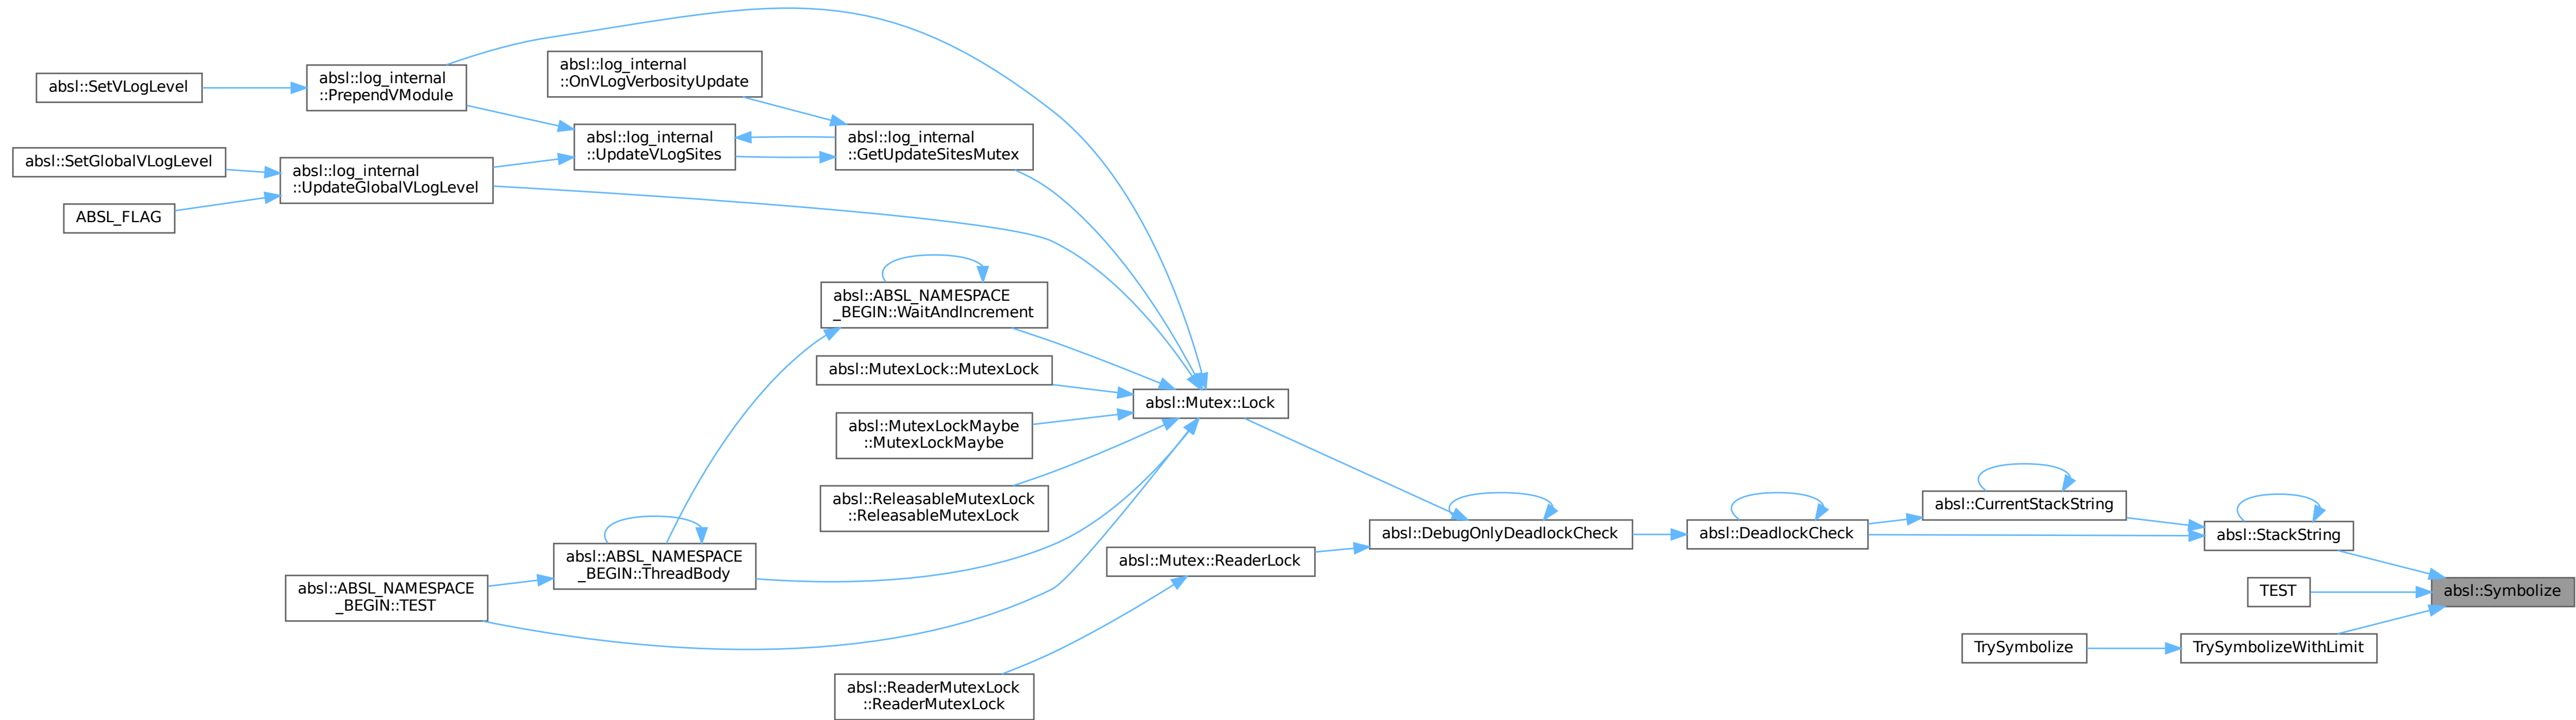 absl::SetVLogLevel
absl::log_internal
::PrependVModule
absl::log_internal
::OnVLogVerbosityUpdate
absl::log_internal
::UpdateVLogSites
absl::log_internal
::GetUpdateSitesMutex
absl::SetGlobalVLogLevel
absl::log_internal
::UpdateGlobalVLogLevel
ABSL_FLAG
absl::ABSL_NAMESPACE
_BEGIN::WaitAndIncrement
absl::MutexLock::MutexLock
absl::Mutex::Lock
absl::MutexLockMaybe
::MutexLockMaybe
absl::ReleasableMutexLock
::ReleasableMutexLock
absl::ABSL_NAMESPACE
_BEGIN::ThreadBody
absl::ABSL_NAMESPACE
_BEGIN::TEST
absl::Mutex::ReaderLock
absl::DebugOnlyDeadlockCheck
absl::DeadlockCheck
absl::CurrentStackString
absl::StackString
TEST
absl::Symbolize
TrySymbolize
TrySymbolizeWithLimit
absl::ReaderMutexLock
::ReaderMutexLock